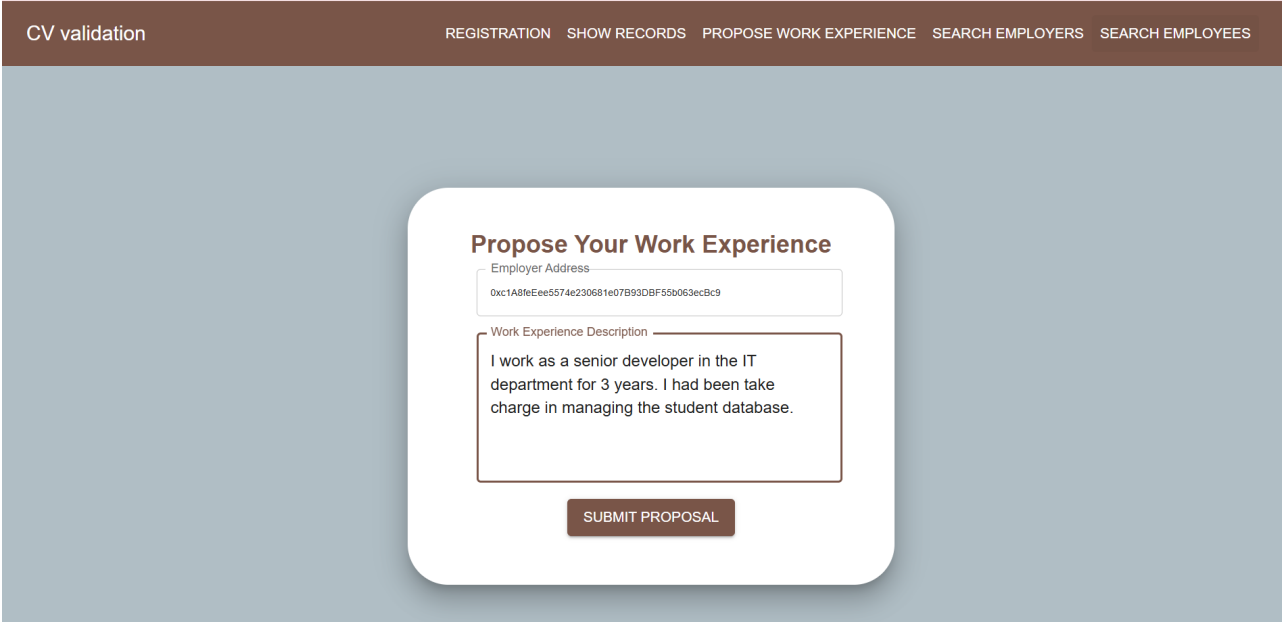 CV validation
REGISTRATION SHOW RECORDS PROPOSE WORK EXPERIENCE SEARCH EMPLOYERS SEARCH EMPLOYEES
Propose Your Work Experience
Employer Address
0xc1A8feEee5574e230681e07B93DBF55b063ecBc9
Work Experience Description
I work as a senior developer in the IT
department for 3 years. I had been take
charge in managing the student database.
SUBMIT PROPOSAL